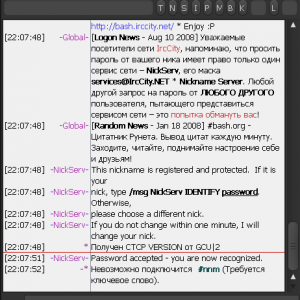 T N S I P M B K L
http://bash.irccity.net/ * Enjoy :P
[22:07:48] -Global- [Logon News - Aug 10 2008] Уважаемые
посетители сети IrcCity, напоминаю, что просить
пароль от вашего ника имеет право только один
сервис сети – NickServ, его маска
services@IrcCity.NET * Nickname Server. Любой
другой запрос на пароль от ЛЮБОГО ДРУГОГО
пользователя, пытающего представиться
сервисом сети – это попытка обмануть вас!
[22:07:48] -Global- [Random News - Jan 18 2008] #bash.org -
Цитатник Рунета. Вывод цитат каждую минуту.
Заходите, читайте, поднимайте настроение себе
и друзьям!
[22:07:48] -NickServ- This nickname is registered and protected. If it is
your
[22:07:48] -NickServ- nick, type /msg NickServ IDENTIFY password.
Otherwise,
[22:07:48] -NickServ- please choose a different nick.
[22:07:48] -NickServ- If you do not change within one minute, I will
change your nick.
[22:07:48] * Получен CTCP VERSION от GCU|2
[22:07:51] -NickServ- Password accepted - you are now recognized.
[22:07:52] -* Невозможно подключится #nnm (Требуется
ключевое слово).